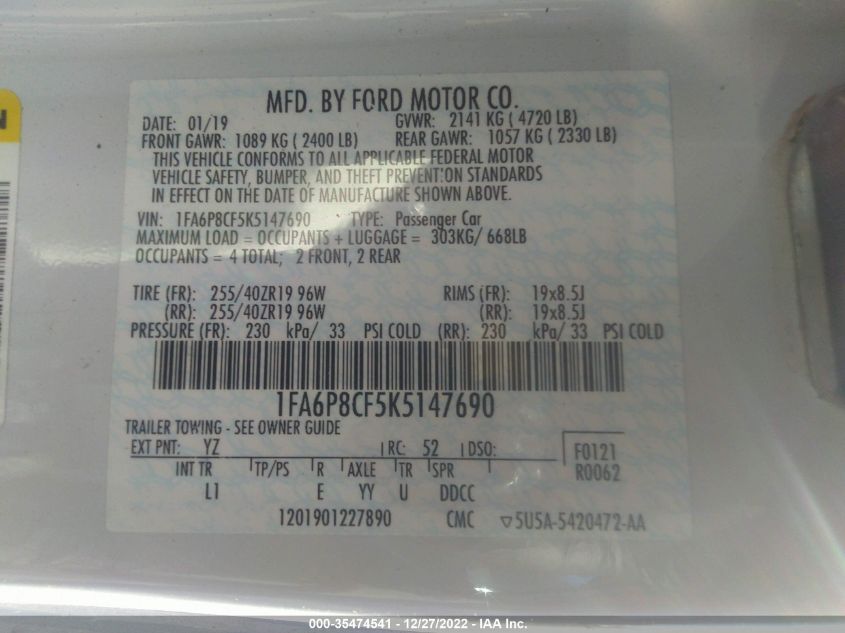 MFD. BY FORD MOTOR CO.
DATE: 01/19 GVWR: 2141 KG ( 4720 LB)
FRONT GAWR: 1089 KG ( 2400 LB) REAR GAWR: 1057 KG ( 2330 LB)
THIS VEHICLE CONFORMS TO ALL APPLICABLE FEDERAL MOTOR
VEHICLE SAFETY, BUMPER, AND THEFT PREVENTION STANDARDS
IN EFFECT ON THE DATE OF MANUFACTURE SHOWN ABOVE.
VIN: 1FA6P8CF5K5147690 TYPE: Passenger Car
MAXIMUM LOAD = OCCUPANTS + LUGGAGE = 303KG/ 668LB
OCCUPANTS = 4 TOTAL; 2 FRONT, 2 REAR
TIRE (FR): 255/40ZR19 96W RIMS (FR): 19x8.5J
(RR): 255/40ZR19 96W (RR): 19x8.5J
PRESSURE (FR): 230 kPa/ 33 PSI COLD (RR): 230 kPa/ 33 PSI COLD
1FA6P8CF5K5147690
TRAILER TOWING - SEE OWNER GUIDE
EXT PNT: YZ RC: 52 DSO: F0121
INT TR TP/PS R AXLE TR SPR R0062
L1 E YY U DDCC
1201901227890 CMC ▽5U5A-5420472-AA
000-35474541 - 12/27/2022 - IAA Inc.